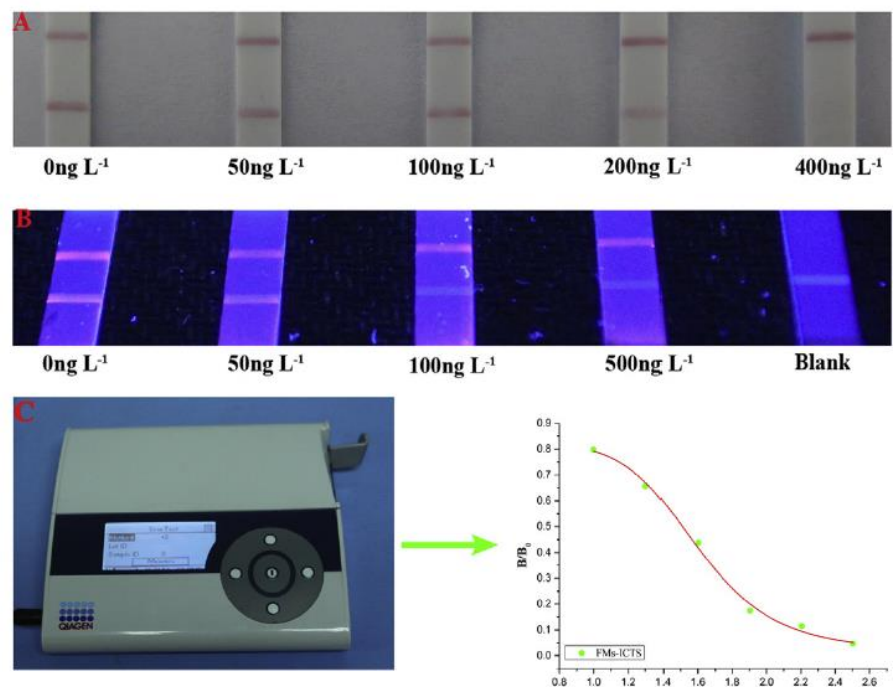 A
0ng L⁻¹ 50ng L⁻¹ 100ng L⁻¹ 200ng L⁻¹ 400ng L⁻¹
B
0ng L⁻¹ 50ng L⁻¹ 100ng L⁻¹ 500ng L⁻¹ Blank
C
QIAGEN
0.9
0.8
0.7
0.6
0.5
0.4
0.3
0.2
0.1
0.0
B/B₀
FMs-ICTS
0.8 1.0 1.2 1.4 1.6 1.8 2.0 2.2 2.4 2.6